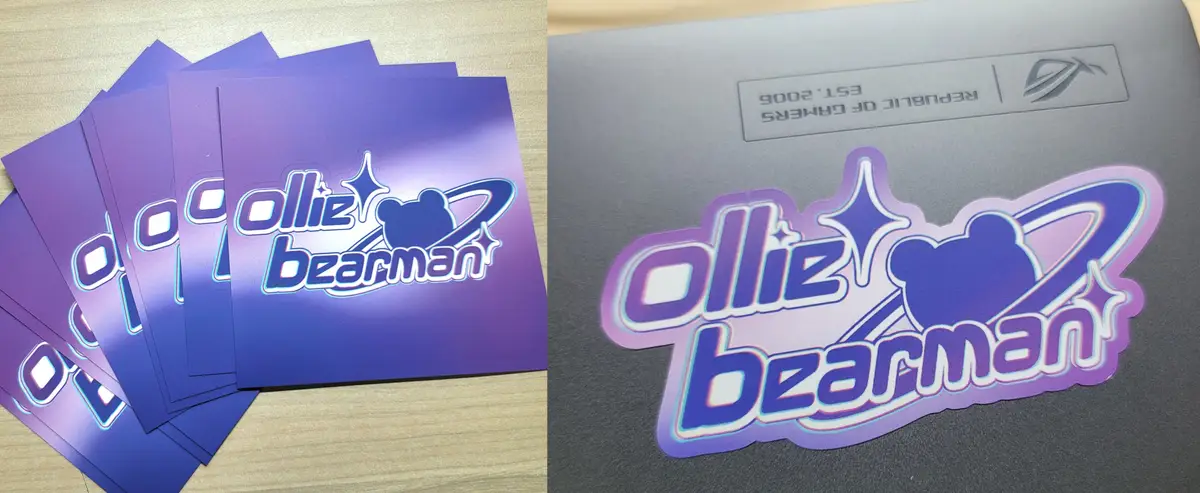 ollie
bearman
REPUBLIC OF GAMERS
EST. 2006
ollie
bearman